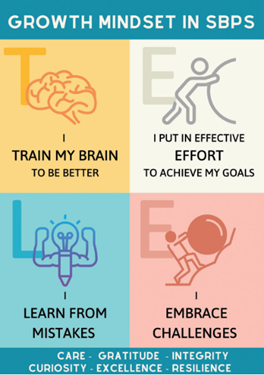 GROWTH MINDSET IN SBPS
T
I
TRAIN MY BRAIN
TO BE BETTER
E
I PUT IN EFFECTIVE
EFFORT
TO ACHIEVE MY GOALS
L
I
LEARN FROM
MISTAKES
E
I
EMBRACE
CHALLENGES
CARE - GRATITUDE - INTEGRITY
CURIOSITY - EXCELLENCE - RESILIENCE